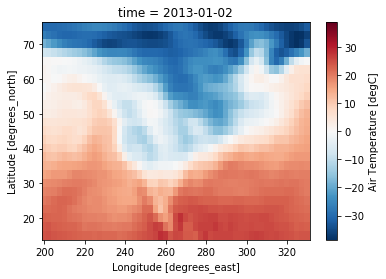 time = 2013-01-02
Latitude [degrees_north]
70
60
50
40
30
20
200 220 240 260 280 300 320
Longitude [degrees_east]
30
20
10
0
−10
−20
−30
Air Temperature [degC]